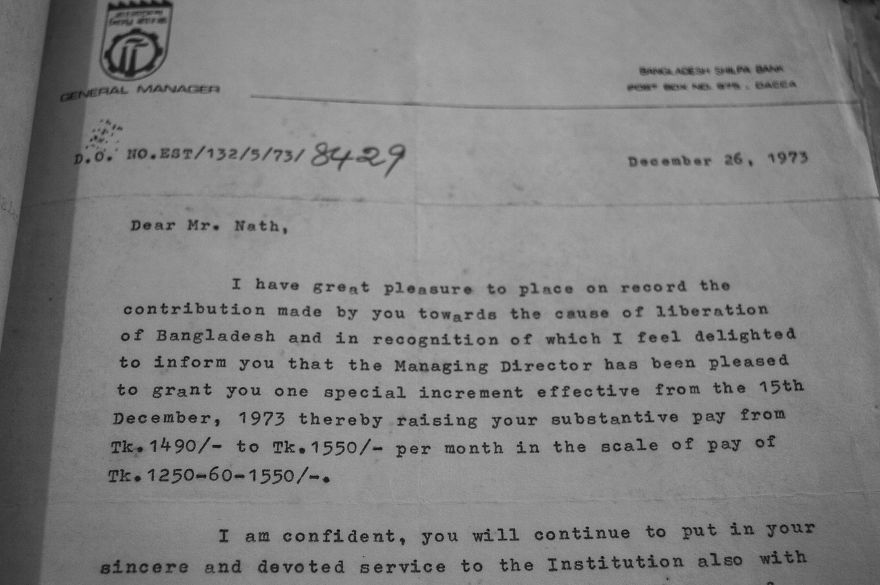 GENERAL MANAGER
BANGLADESH SHILPA BANK
POST BOX NO. 975 : DACCA
D.O. NO.EST/132/5/73/8429
December 26, 1973
Dear Mr. Nath,
I have great pleasure to place on record the
contribution made by you towards the cause of liberation
of Bangladesh and in recognition of which I feel delighted
to inform you that the Managing Director has been pleased
to grant you one special increment effective from the 15th
December, 1973 thereby raising your substantive pay from
Tk.1490/- to Tk.1550/- per month in the scale of pay of
Tk.1250-60-1550/-.
I am confident, you will continue to put in your
sincere and devoted service to the Institution also with